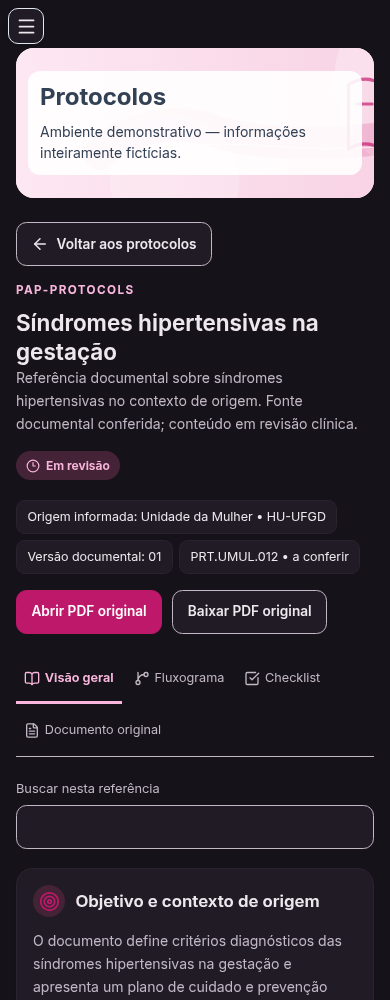 Protocolos
Ambiente demonstrativo — informações
inteiramente fictícias.
Voltar aos protocolos
PAP-PROTOCOLS
Síndromes hipertensivas na
gestação
Referência documental sobre síndromes
hipertensivas no contexto de origem. Fonte
documental conferida; conteúdo em revisão clínica.
Em revisão
Origem informada: Unidade da Mulher • HU-UFGD
Versão documental: 01
PRT.UMUL.012 • a conferir
Abrir PDF original
Baixar PDF original
Visão geral
Fluxograma
Checklist
Documento original
Buscar nesta referência
Objetivo e contexto de origem
O documento define critérios diagnósticos das
síndromes hipertensivas na gestação e
apresenta um plano de cuidado e prevenção